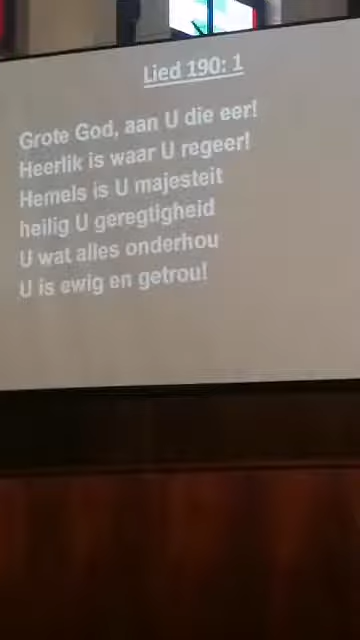 Lied 190: 1
Grote God, aan U die eer!
Heerlik is waar U regeer!
Hemels is U majesteit
heilig U geregtigheid
U wat alles onderhou
U is ewig en getrou!